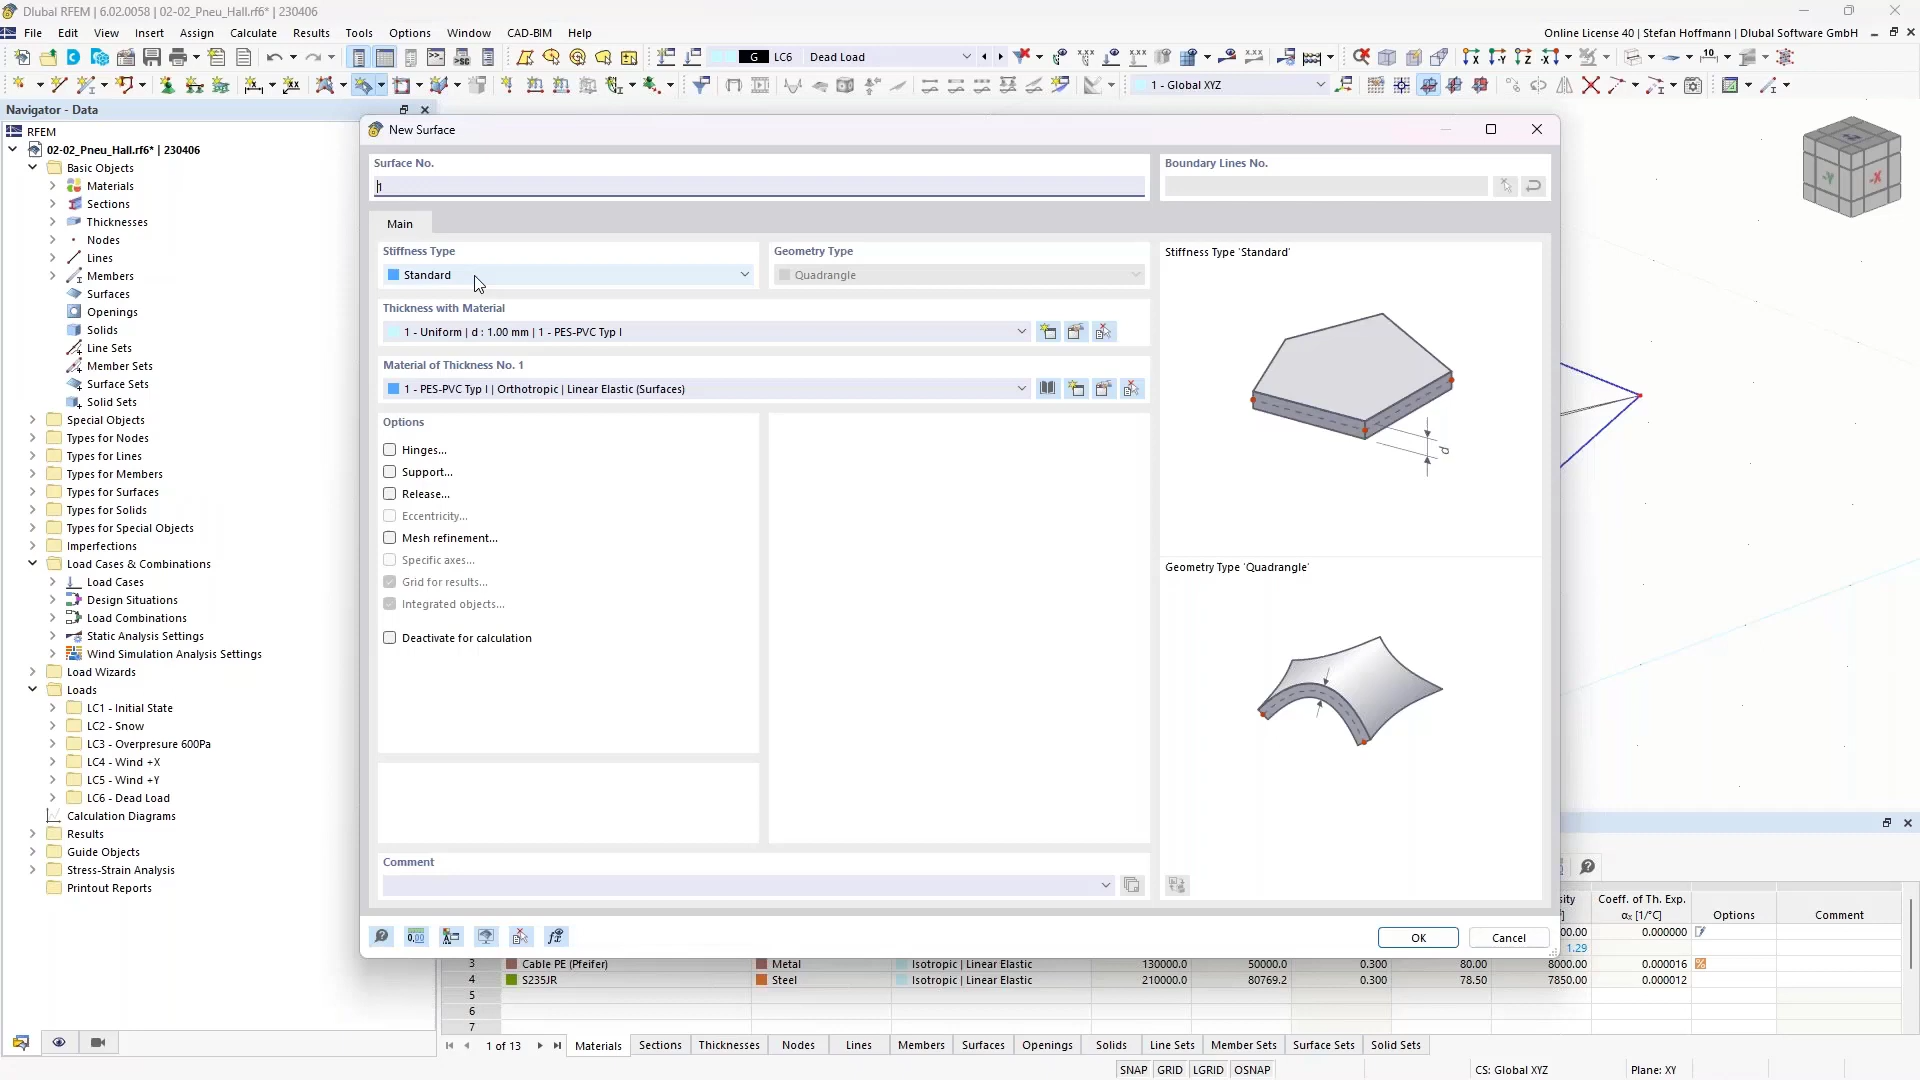 Dlubal RFEM | 6.02.0058 | 02-02_Pneu_Hall.rf6* | 230406
File Edit View Insert Assign Calculate Results Tools Options Window CAD-BIM Help
Online License 40 | Stefan Hoffmann | Dlubal Software GmbH
G LC6 Dead Load
1 - Global XYZ
Navigator - Data
RFEM
02-02_Pneu_Hall.rf6* | 230406
Basic Objects
Materials
Sections
Thicknesses
Nodes
Lines
Members
Surfaces
Openings
Solids
Line Sets
Member Sets
Surface Sets
Solid Sets
Special Objects
Types for Nodes
Types for Lines
Types for Members
Types for Surfaces
Types for Solids
Types for Special Objects
Imperfections
Load Cases & Combinations
Load Cases
Design Situations
Load Combinations
Static Analysis Settings
Wind Simulation Analysis Settings
Load Wizards
Loads
LC1 - Initial State
LC2 - Snow
LC3 - Overpresure 600Pa
LC4 - Wind +X
LC5 - Wind +Y
LC6 - Dead Load
Calculation Diagrams
Results
Guide Objects
Stress-Strain Analysis
Printout Reports
New Surface
Surface No.
1
Boundary Lines No.
Main
Stiffness Type
Standard
Geometry Type
Quadrangle
Thickness with Material
1 - Uniform | d : 1.00 mm | 1 - PES-PVC Typ I
Material of Thickness No. 1
1 - PES-PVC Typ I | Orthotropic | Linear Elastic (Surfaces)
Options
Hinges...
Support...
Release...
Eccentricity...
Mesh refinement...
Specific axes...
Grid for results...
Integrated objects...
Deactivate for calculation
Comment
Stiffness Type 'Standard'
d
Geometry Type 'Quadrangle'
OK
Cancel
-Y
-X
Coeff. of Th. Exp.
αx [1/°C]
Options
Comment
0.000000
1.29
3 Cable PE (Pfeifer) Metal Isotropic | Linear Elastic 130000.0 50000.0 0.300 80.00 8000.00 0.000016
4 S235JR Steel Isotropic | Linear Elastic 210000.0 80769.2 0.300 78.50 7850.00 0.000012
5
6
7
1 of 13
Materials Sections Thicknesses Nodes Lines Members Surfaces Openings Solids Line Sets Member Sets Surface Sets Solid Sets
SNAP GRID LGRID OSNAP
CS: Global XYZ
Plane: XY